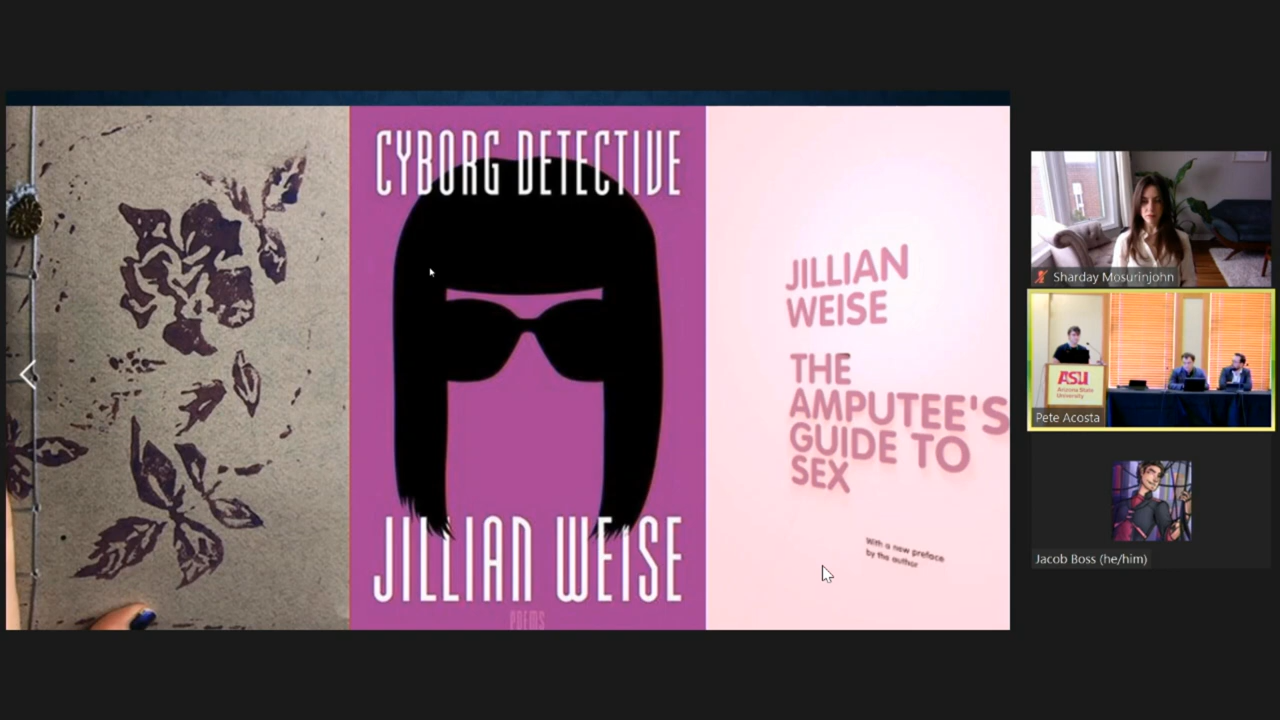 CYBORG DETECTIVE
JILLIAN WEISE
POEMS
JILLIAN
WEISE
THE
AMPUTEE'S
GUIDE TO
SEX
With a new preface
by the author
Sharday Mosurinjohn
ASU
Arizona State
University
Pete Acosta
Jacob Boss (he/him)